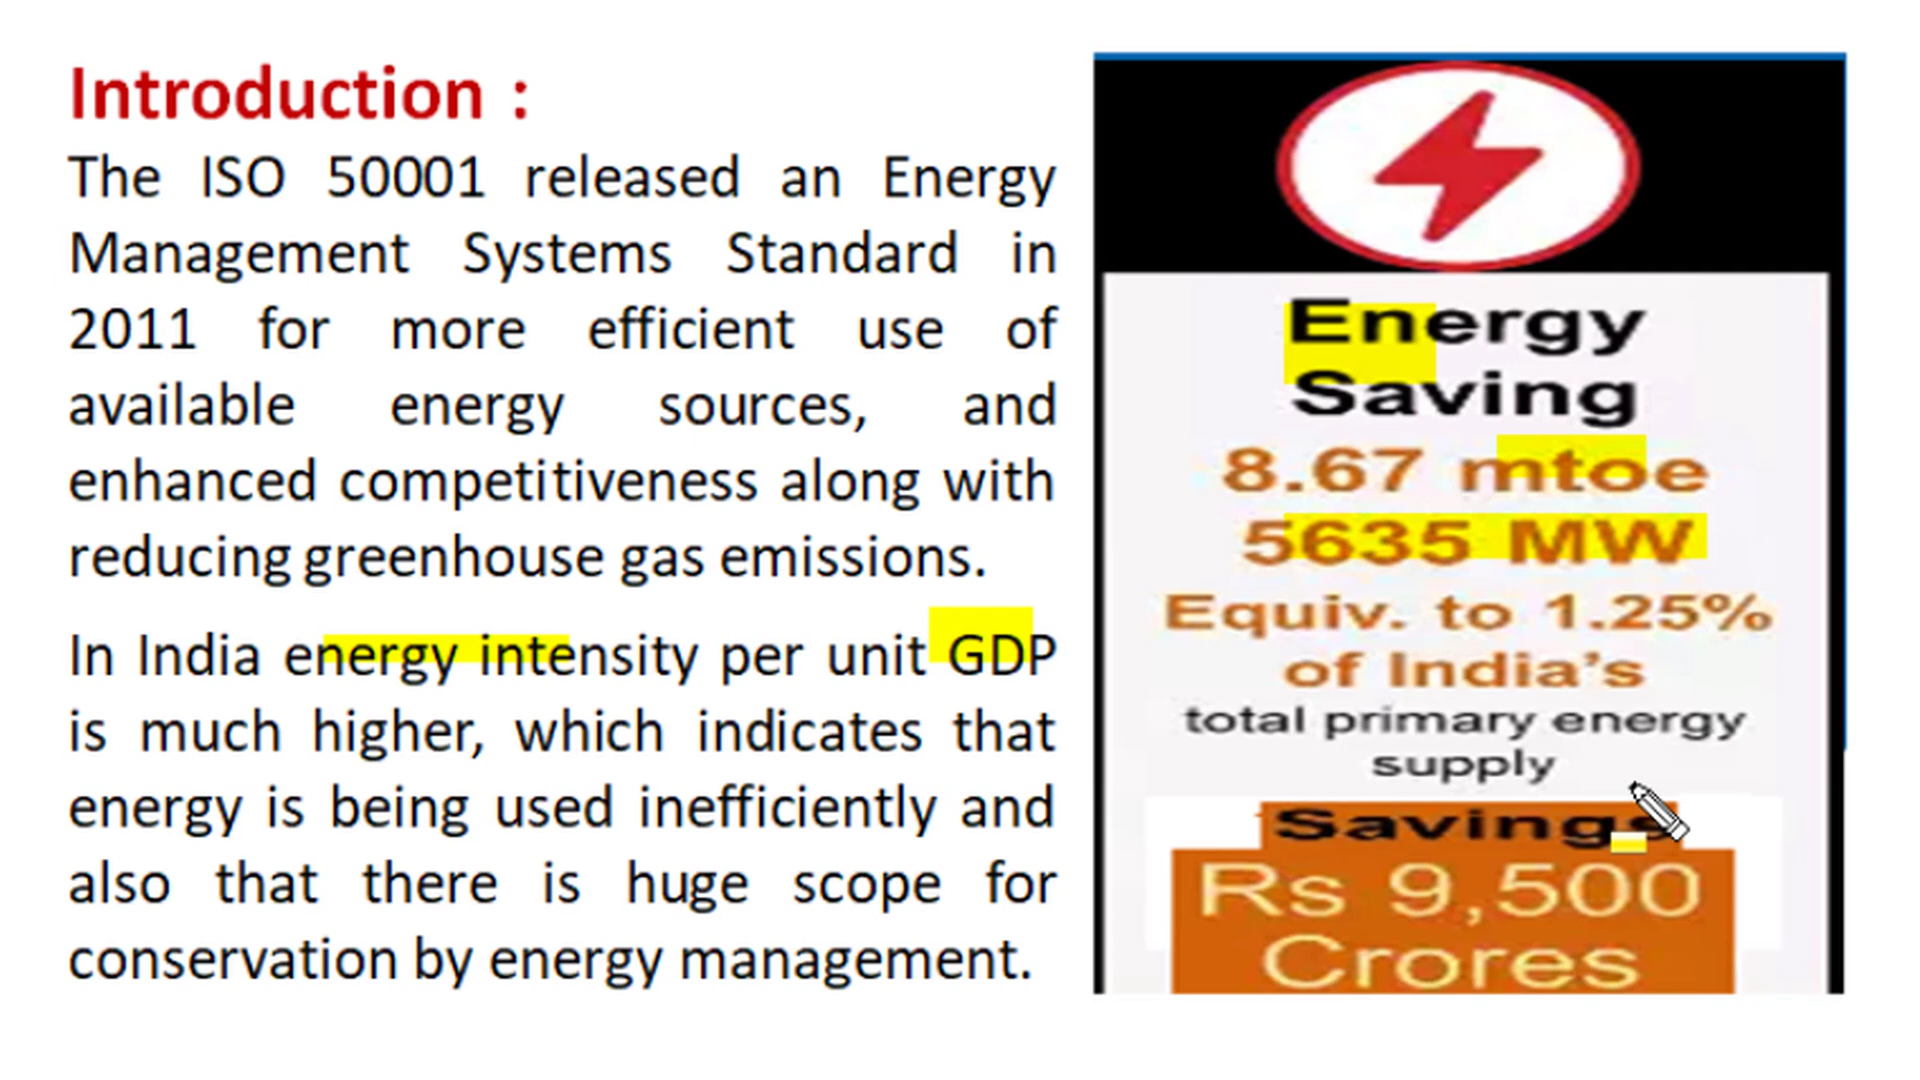 Introduction :
The ISO 50001 released an Energy
Management Systems Standard in
2011 for more efficient use of
available energy sources, and
enhanced competitiveness along with
reducing greenhouse gas emissions.
In India energy intensity per unit GDP
is much higher, which indicates that
energy is being used inefficiently and
also that there is huge scope for
conservation by energy management.
Energy
Saving
8.67 mtoe
5635 MW
Equiv. to 1.25%
of India’s
total primary energy
supply
Savings
Rs 9,500
Crores